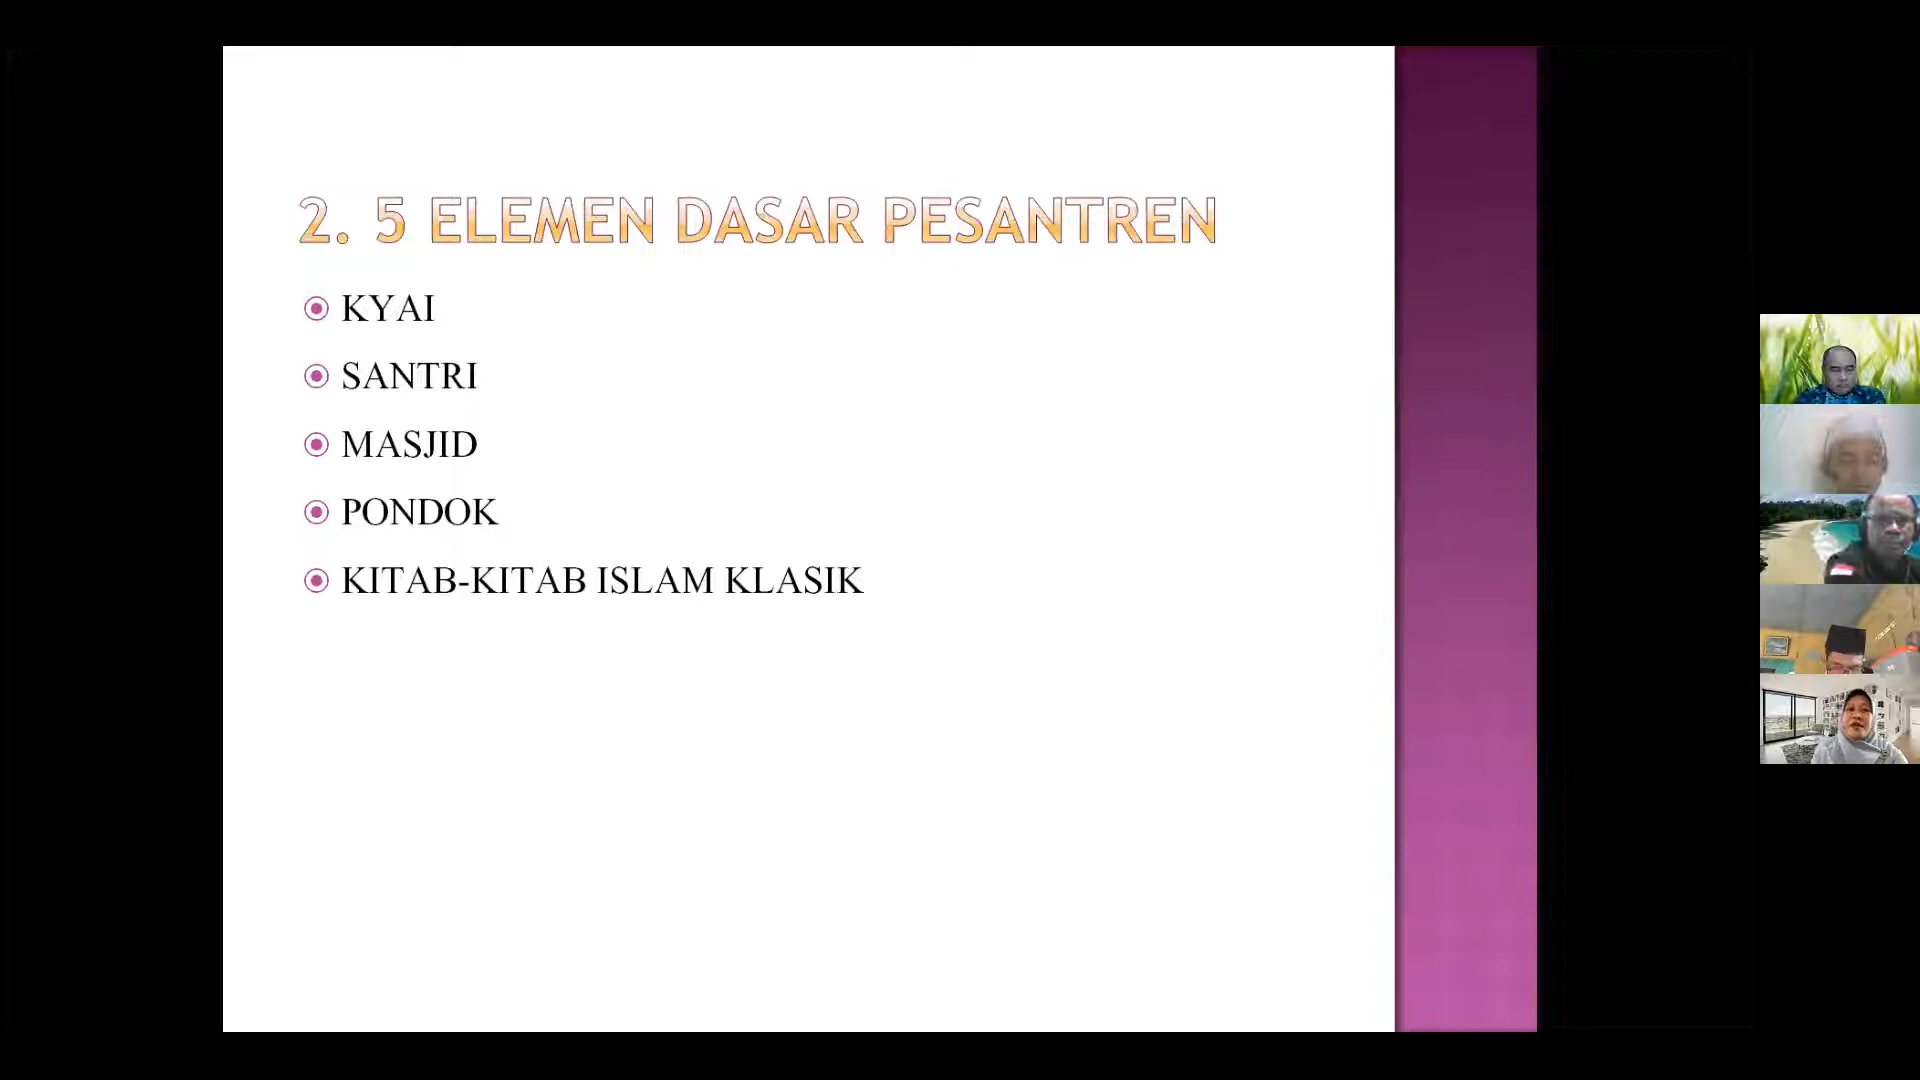 2. 5 ELEMEN DASAR PESANTREN
KYAI
SANTRI
MASJID
PONDOK
KITAB-KITAB ISLAM KLASIK